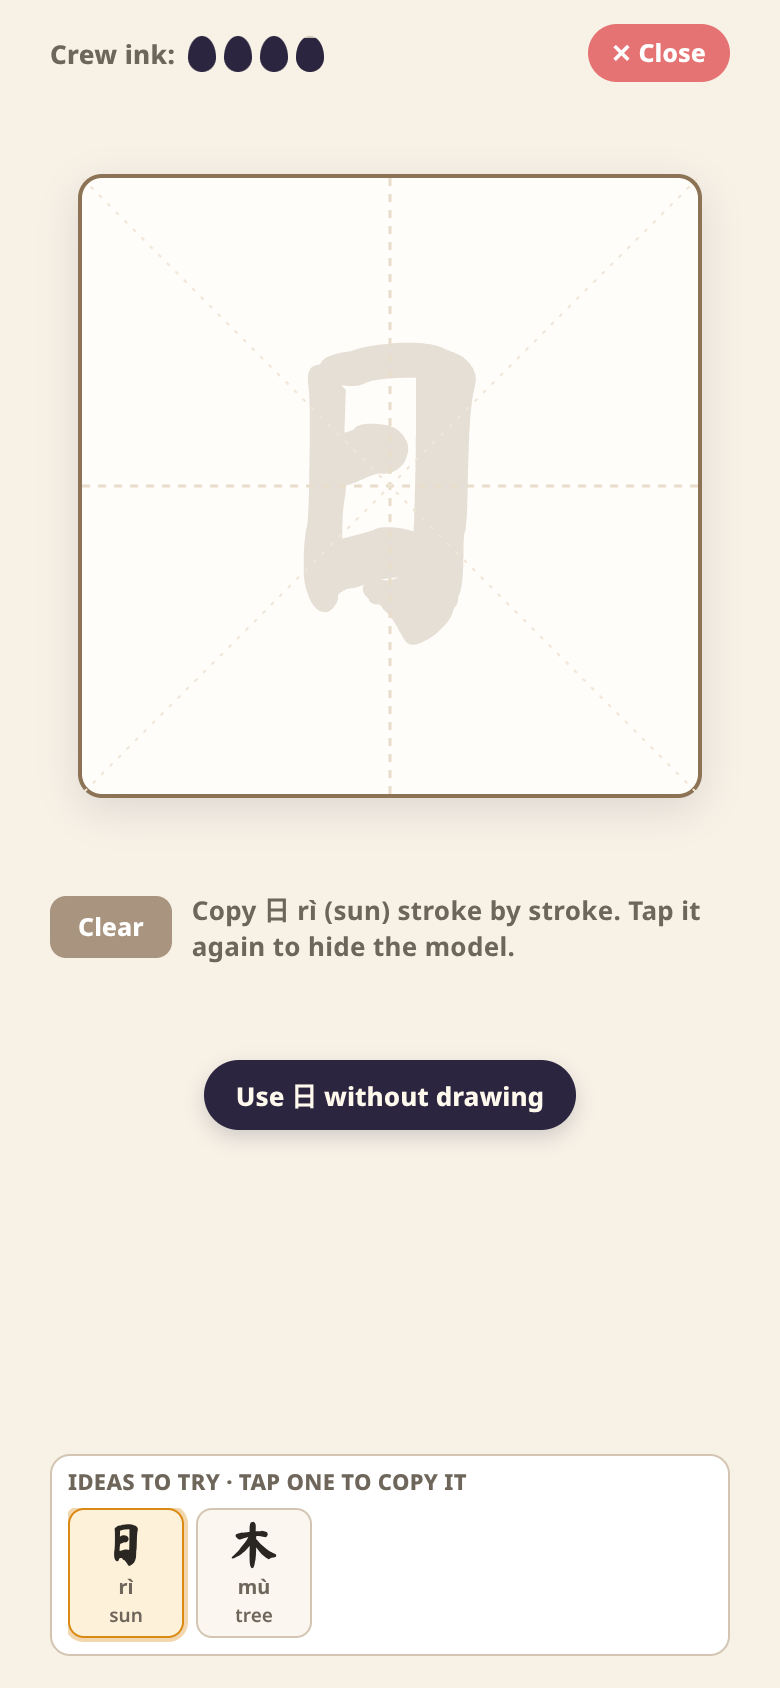 Crew ink:
✕ Close
日
Clear
Copy 日 rì (sun) stroke by stroke. Tap it
again to hide the model.
Use 日 without drawing
IDEAS TO TRY · TAP ONE TO COPY IT
日 木
rì mù
sun tree